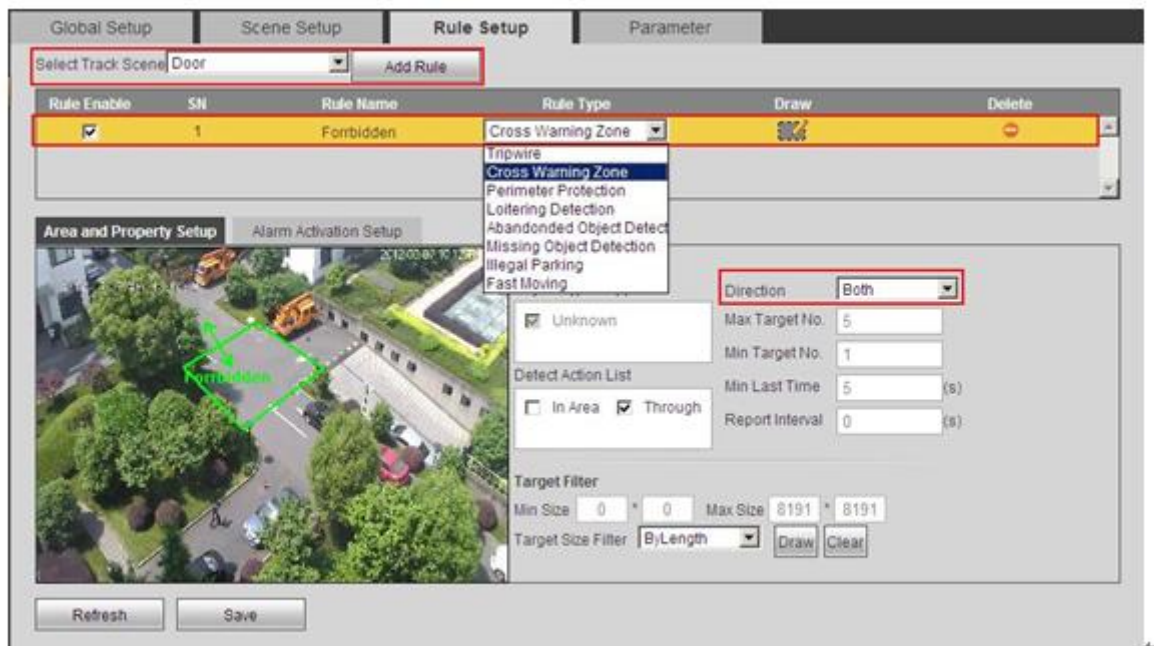 Global Setup Scene Setup Rule Setup Parameter
Select Track Scene Door Add Rule
Rule Enable SN Rule Name Rule Type Draw Delete
1 Forrbidden Cross Warning Zone
Tripwire
Cross Warning Zone
Perimeter Protection
Loitering Detection
Abandonded Object Detect
Missing Object Detection
Illegal Parking
Fast Moving
Area and Property Setup Alarm Activation Setup
Direction Both
Unknown
Max Target No. 5
Min Target No. 1
Forrbidden
Detect Action List
Min Last Time 5 (s)
In Area Through
Report Interval 0 (s)
Target Filter
Min Size 0 * 0 Max Size 8191 * 8191
Target Size Filter ByLength Draw Clear
Refresh Save